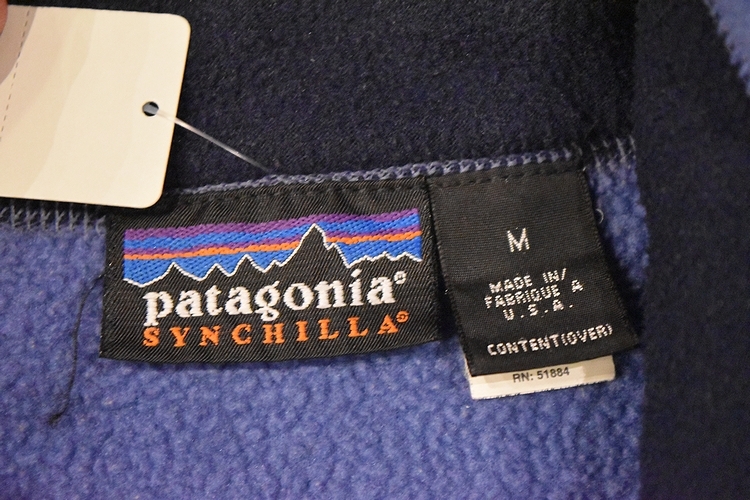 patagonia®
SYNCHILLA®
M
MADE IN/
FABRIQUE A
U.S.A.
CONTENT(OVER)
RN: 51884